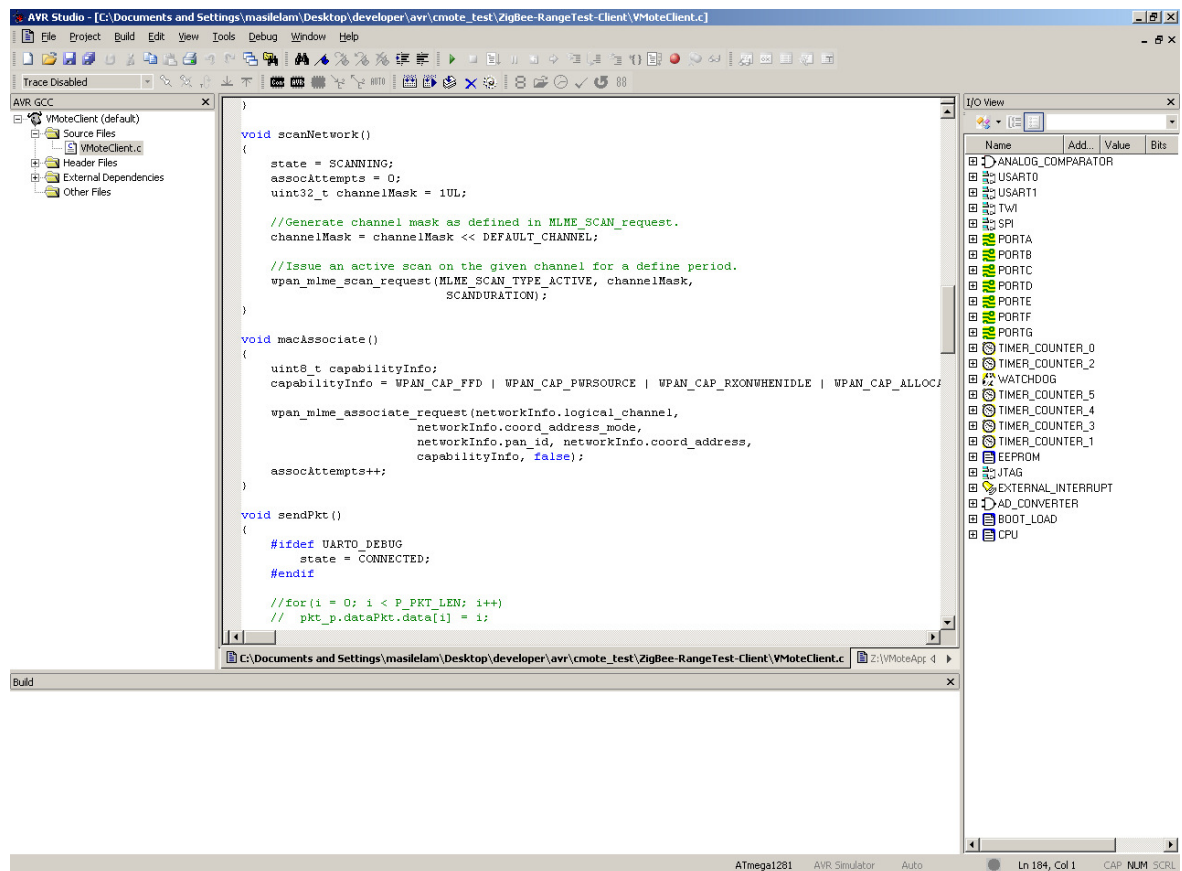 AVR Studio - [C:\Documents and Settings\masilelam\Desktop\developer\avr\cmote_test\ZigBee-RangeTest-Client\VMoteClient.c]
File Project Build Edit View Tools Debug Window Help
Trace Disabled
AVR GCC
VMoteClient (default)
Source Files
VMoteClient.c
Header Files
External Dependencies
Other Files
}
void scanNetwork()
{
state = SCANNING;
assocAttempts = 0;
uint32_t channelMask = 1UL;
//Generate channel mask as defined in MLME_SCAN_request.
channelMask = channelMask << DEFAULT_CHANNEL;
//Issue an active scan on the given channel for a define period.
wpan_mlme_scan_request(MLME_SCAN_TYPE_ACTIVE, channelMask,
SCANDURATION);
}
void macAssociate()
{
uint8_t capabilityInfo;
capabilityInfo = WPAN_CAP_FFD | WPAN_CAP_PWRSOURCE | WPAN_CAP_RXONWHENIDLE | WPAN_CAP_ALLOCA
wpan_mlme_associate_request(networkInfo.logical_channel,
networkInfo.coord_address_mode,
networkInfo.pan_id, networkInfo.coord_address,
capabilityInfo, false);
assocAttempts++;
}
void sendPkt()
{
#ifdef UART0_DEBUG
state = CONNECTED;
#endif
//for(i = 0; i < P_PKT_LEN; i++)
// pkt_p.dataPkt.data[i] = i;
C:\Documents and Settings\masilelam\Desktop\developer\avr\cmote_test\ZigBee-RangeTest-Client\VMoteClient.c
Z:\VMoteApp
I/O View
Name Add... Value Bits
ANALOG_COMPARATOR
USART0
USART1
TWI
SPI
PORTA
PORTB
PORTC
PORTD
PORTE
PORTF
PORTG
TIMER_COUNTER_0
TIMER_COUNTER_2
WATCHDOG
TIMER_COUNTER_5
TIMER_COUNTER_4
TIMER_COUNTER_3
TIMER_COUNTER_1
EEPROM
JTAG
EXTERNAL_INTERRUPT
AD_CONVERTER
BOOT_LOAD
CPU
Build
ATmega1281 AVR Simulator Auto Ln 184, Col 1 CAP NUM SCRL